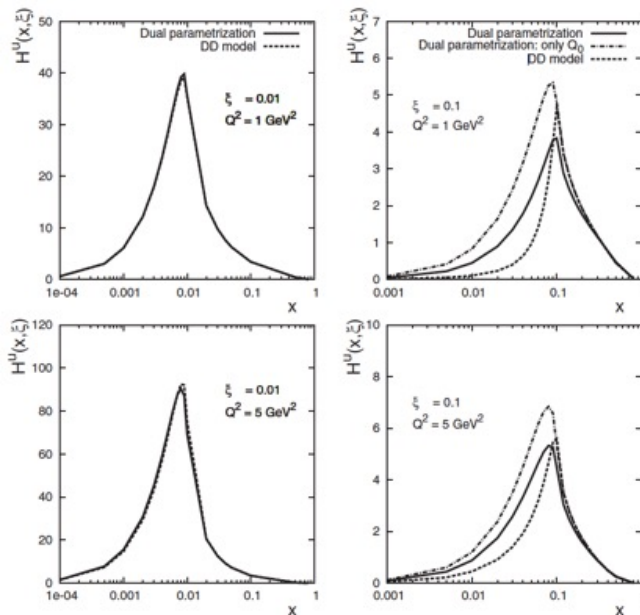 H^u(x,ξ)
50
40
30
20
10
0
Dual parametrization
DD model
ξ = 0.01
Q² = 1 GeV²
1e-04 0.001 0.01 0.1 1
x
H^u(x,ξ)
7
6
5
4
3
2
1
0
Dual parametrization
Dual parametrization: only Q₀
DD model
ξ = 0.1
Q² = 1 GeV²
0.001 0.01 0.1
x
H^u(x,ξ)
120
100
80
60
40
20
0
ξ = 0.01
Q² = 5 GeV²
1e-04 0.001 0.01 0.1 1
x
H^u(x,ξ)
10
8
6
4
2
0
ξ = 0.1
Q² = 5 GeV²
0.001 0.01 0.1
x